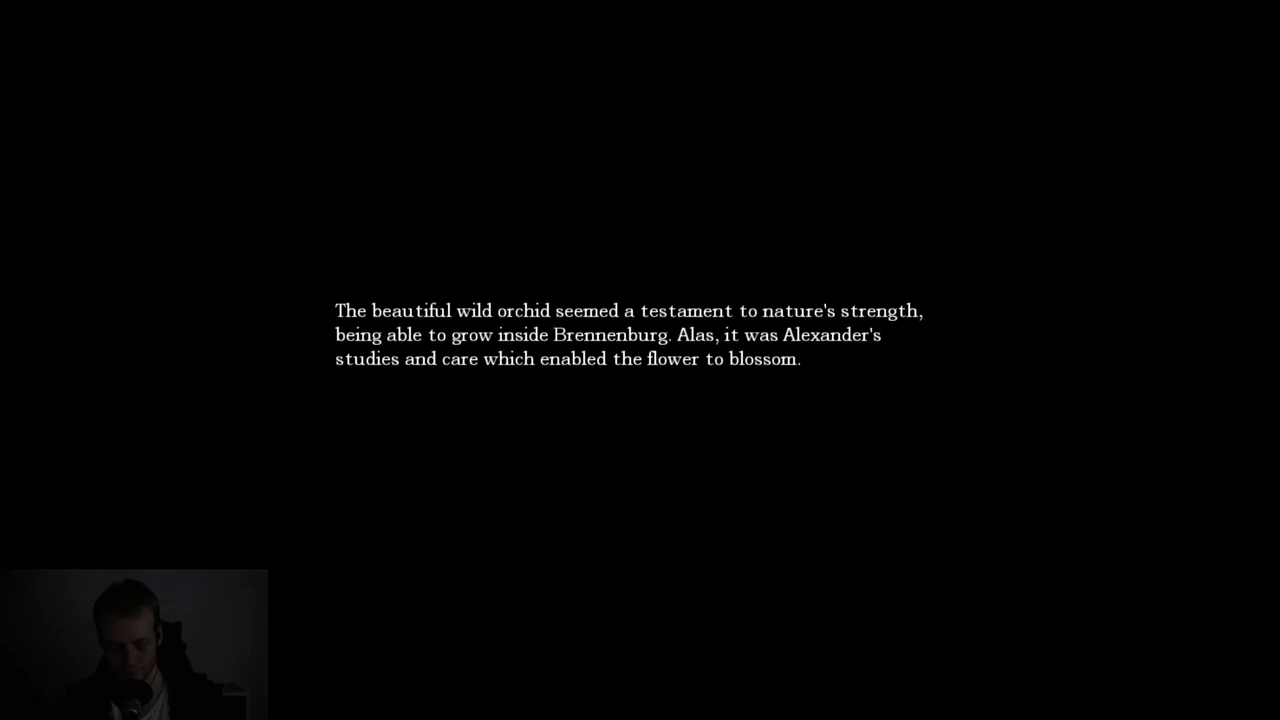 The beautiful wild orchid seemed a testament to nature's strength,
being able to grow inside Brennenburg. Alas, it was Alexander's
studies and care which enabled the flower to blossom.